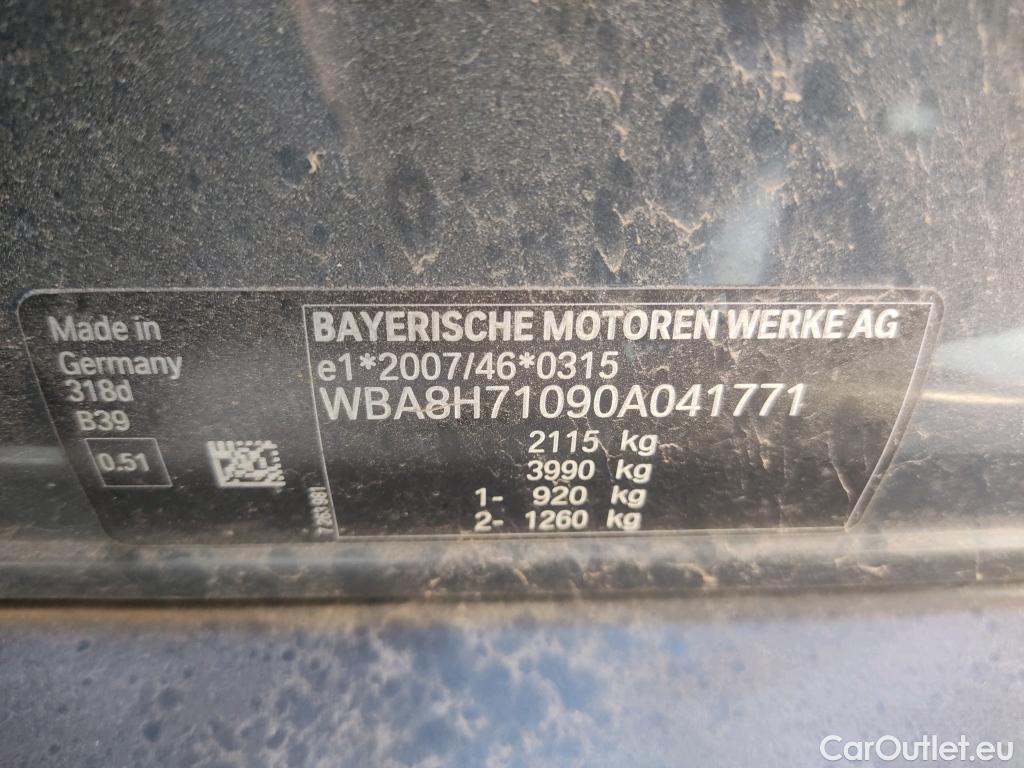 Made in
Germany
318d
B39
0.51
BAYERISCHE MOTOREN WERKE AG
e1*2007/46*0315
WBA8H71090A041771
2115 kg
3990 kg
1- 920 kg
2- 1260 kg
CarOutlet.eu